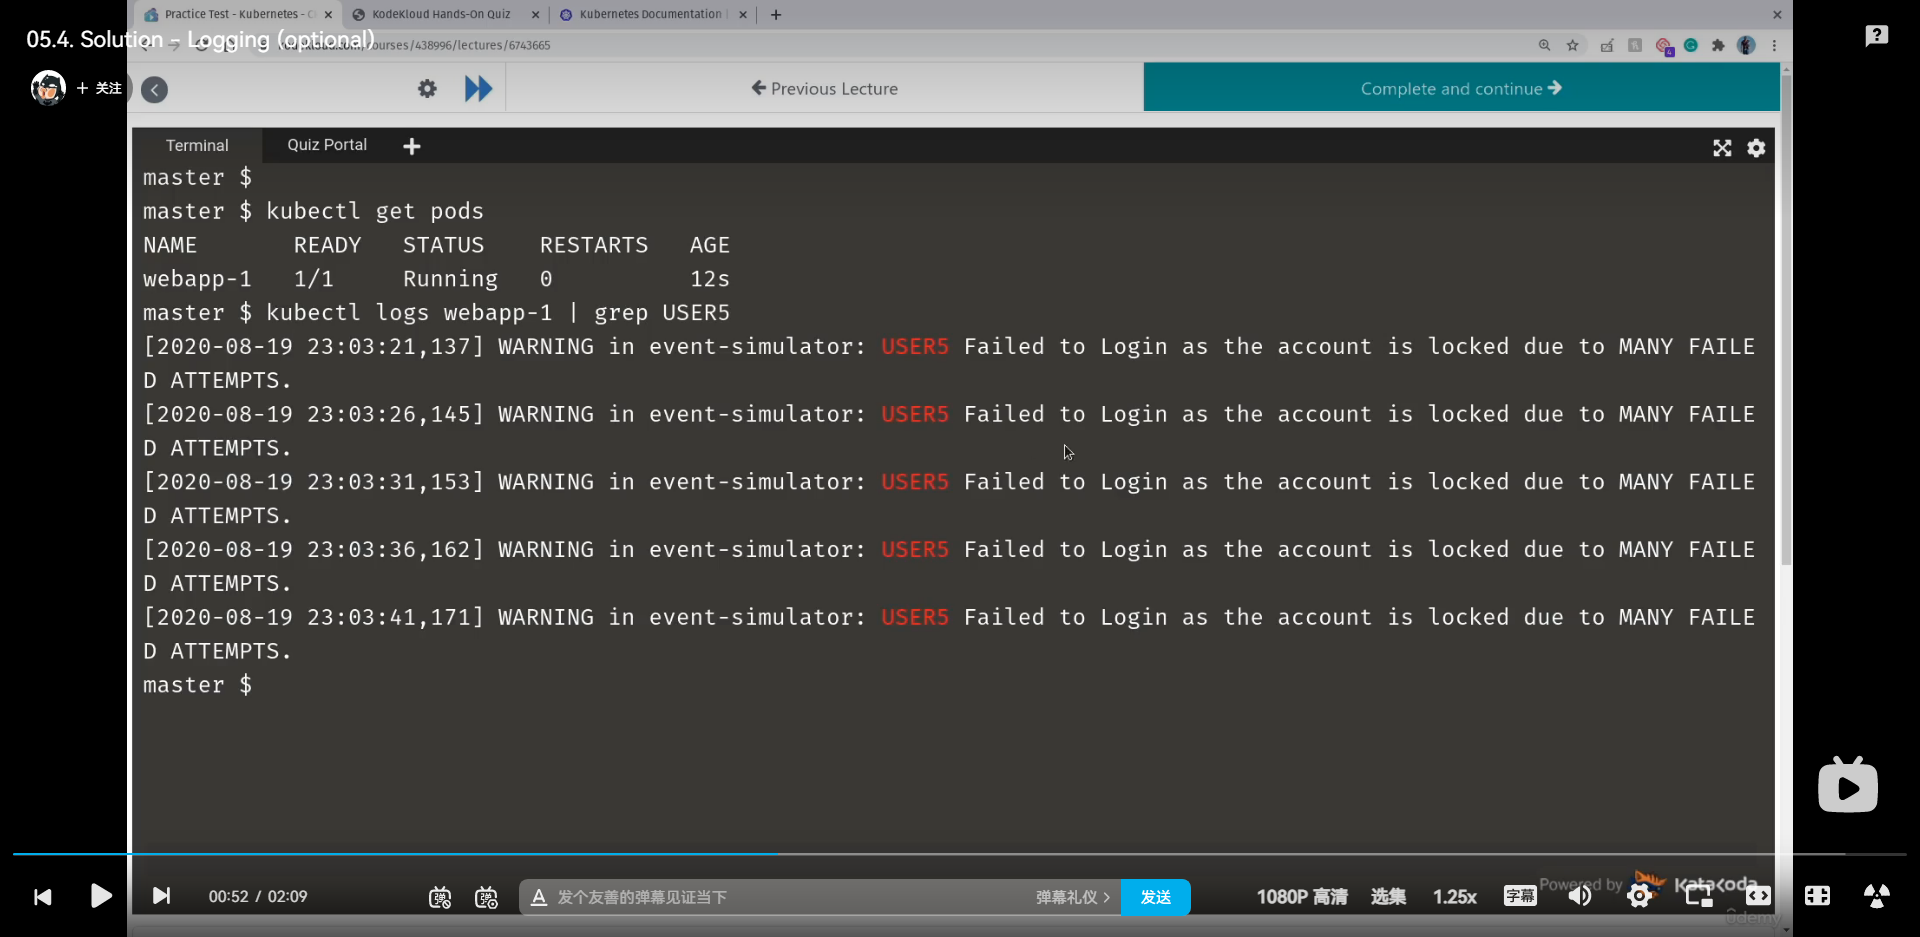 Practice Test - Kubernetes - C
KodeKloud Hands-On Quiz
Kubernetes Documentation
05.4. Solution - Logging (optional)
ourses/438996/lectures/6743665
+ 关注
Previous Lecture
Complete and continue
Terminal
Quiz Portal
master $
master $ kubectl get pods
NAME READY STATUS RESTARTS AGE
webapp-1 1/1 Running 0 12s
master $ kubectl logs webapp-1 | grep USER5
[2020-08-19 23:03:21,137] WARNING in event-simulator: USER5 Failed to Login as the account is locked due to MANY FAILE
D ATTEMPTS.
[2020-08-19 23:03:26,145] WARNING in event-simulator: USER5 Failed to Login as the account is locked due to MANY FAILE
D ATTEMPTS.
[2020-08-19 23:03:31,153] WARNING in event-simulator: USER5 Failed to Login as the account is locked due to MANY FAILE
D ATTEMPTS.
[2020-08-19 23:03:36,162] WARNING in event-simulator: USER5 Failed to Login as the account is locked due to MANY FAILE
D ATTEMPTS.
[2020-08-19 23:03:41,171] WARNING in event-simulator: USER5 Failed to Login as the account is locked due to MANY FAILE
D ATTEMPTS.
master $
Powered by Katacoda
00:52 / 02:09
弹
弹
发个友善的弹幕见证当下
弹幕礼仪 >
发送
1080P 高清
选集
1.25x
字幕
ûdemy